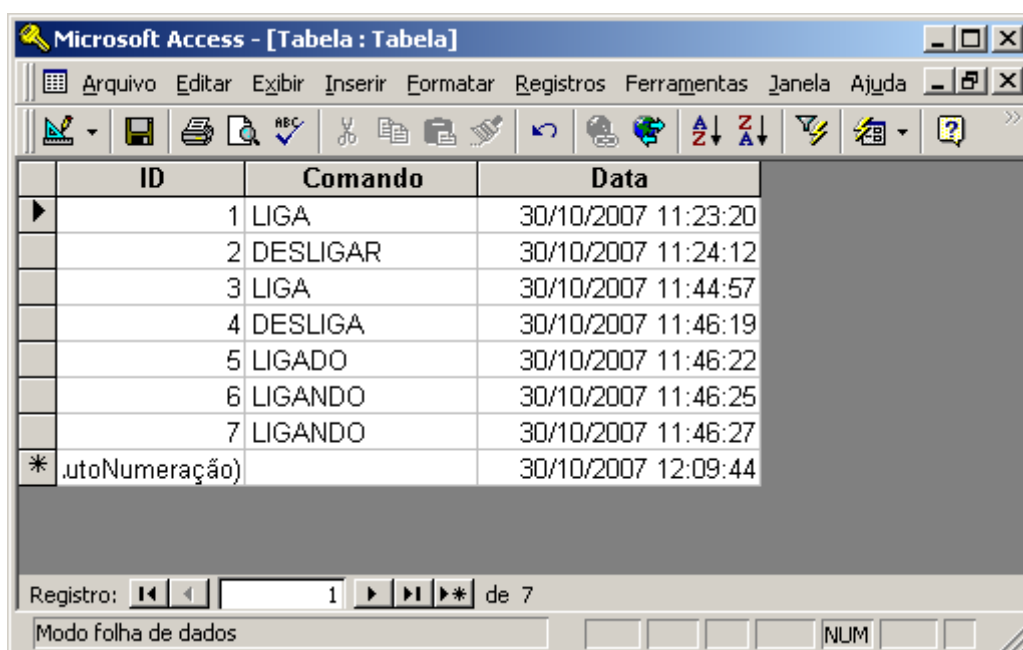 Microsoft Access - [Tabela : Tabela]
Arquivo Editar Exibir Inserir Formatar Registros Ferramentas Janela Ajuda
ABC A Z Z A ?
ID Comando Data
1 LIGA 30/10/2007 11:23:20
2 DESLIGAR 30/10/2007 11:24:12
3 LIGA 30/10/2007 11:44:57
4 DESLIGA 30/10/2007 11:46:19
5 LIGADO 30/10/2007 11:46:22
6 LIGANDO 30/10/2007 11:46:25
7 LIGANDO 30/10/2007 11:46:27
.utoNumeração) 30/10/2007 12:09:44
Registro: 1 de 7
Modo folha de dados NUM